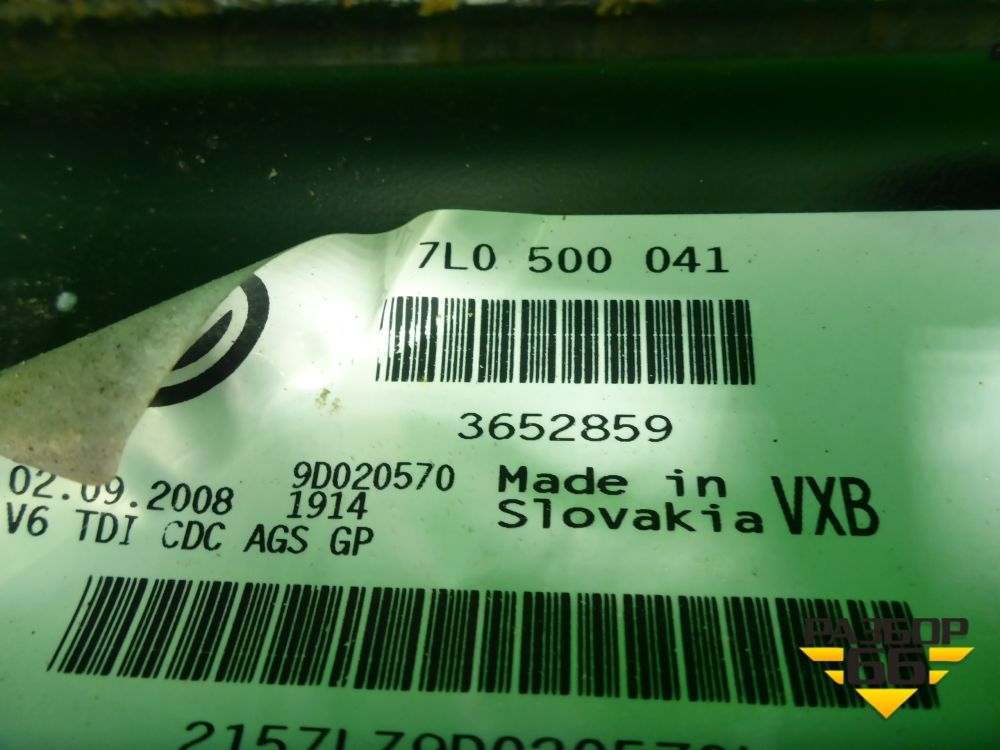 7L0 500 041
3652859
02.09.2008
9D020570
1914
V6 TDI CDC AGS GP
Made in
Slovakia
VXB
РАЗБОР
66